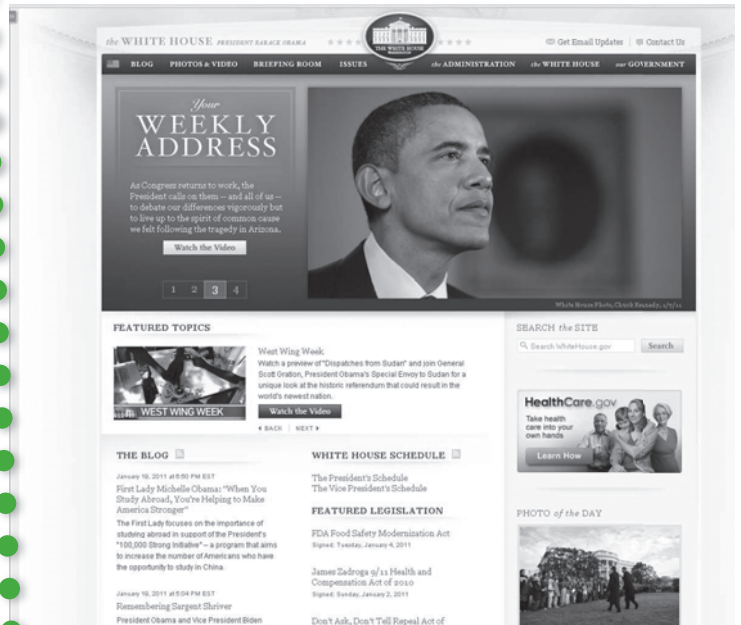 the WHITE HOUSE PRESIDENT BARACK OBAMA
THE WHITE HOUSE
WASHINGTON
Get Email Updates
Contact Us
BLOG PHOTOS & VIDEO BRIEFING ROOM ISSUES the ADMINISTRATION the WHITE HOUSE our GOVERNMENT
Your
WEEKLY
ADDRESS
As Congress returns to work, the
President calls on them – and all of us –
to debate our differences vigorously but
to live up to the spirit of common cause
we felt following the tragedy in Arizona.
Watch the Video
1 2 3 4
White House Photo, Chuck Kennedy, 1/7/11
FEATURED TOPICS
WEST WING WEEK
West Wing Week
Watch a preview of "Dispatches from Sudan" and join General
Scott Gration, President Obama's Special Envoy to Sudan for a
unique look at the historic referendum that could result in the
world's newest nation.
Watch the Video
BACK NEXT
SEARCH the SITE
Search WhiteHouse.gov Search
HealthCare.gov
Take health
care into your
own hands
Learn How
THE BLOG
January 19, 2011 at 6:50 PM EST
First Lady Michelle Obama: "When You
Study Abroad, You're Helping to Make
America Stronger"
The First Lady focuses on the importance of
studying abroad in support of the President's
"100,000 Strong Initiative" – a program that aims
to increase the number of Americans who have
the opportunity to study in China.
January 19, 2011 at 5:04 PM EST
Remembering Sargent Shriver
President Obama and Vice President Biden
WHITE HOUSE SCHEDULE
The President's Schedule
The Vice President's Schedule
FEATURED LEGISLATION
FDA Food Safety Modernization Act
Signed: Tuesday, January 4, 2011
James Zadroga 9/11 Health and
Compensation Act of 2010
Signed: Sunday, January 2, 2011
Don't Ask, Don't Tell Repeal Act of
PHOTO of the DAY